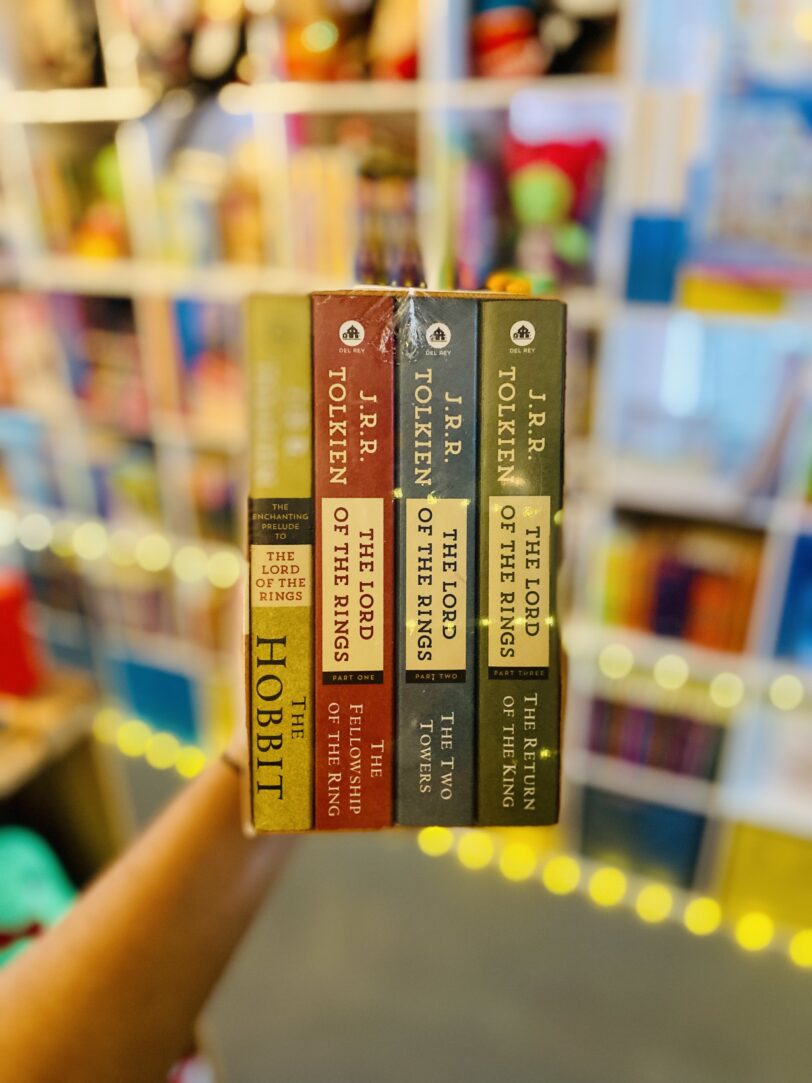 THE
ENCHANTING
PRELUDE
TO
THE
LORD
OF THE
RINGS
THE
HOBBIT
DEL REY
J.R.R.
TOLKIEN
THE LORD
OF THE RINGS
PART ONE
THE
FELLOWSHIP
OF THE RING
DEL REY
J.R.R.
TOLKIEN
THE LORD
OF THE RINGS
PART TWO
THE TWO
TOWERS
DEL REY
J.R.R.
TOLKIEN
THE LORD
OF THE RINGS
PART THREE
THE RETURN
OF THE KING